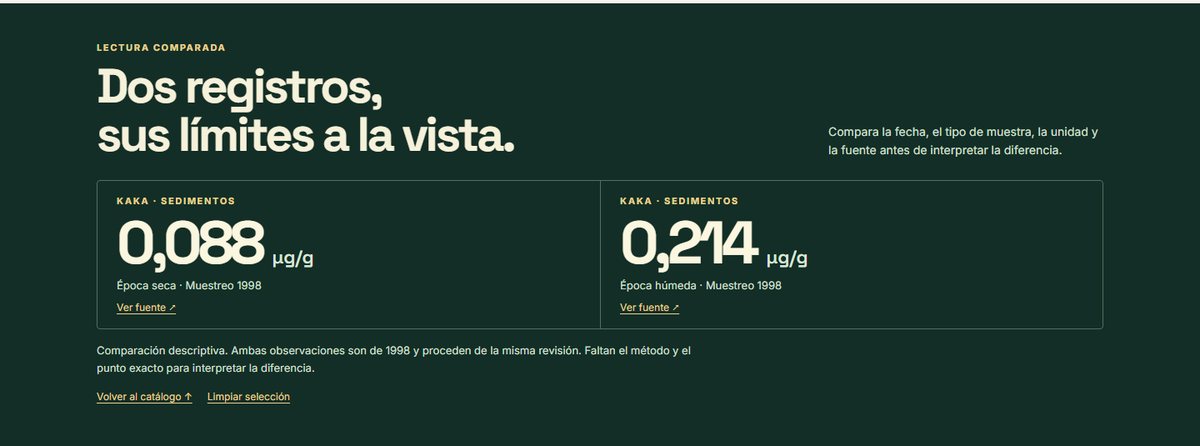 LECTURA COMPARADA
Dos registros,
sus límites a la vista.
Compara la fecha, el tipo de muestra, la unidad y
la fuente antes de interpretar la diferencia.
KAKA · SEDIMENTOS
0,088 µg/g
Época seca · Muestreo 1998
Ver fuente ↗
KAKA · SEDIMENTOS
0,214 µg/g
Época húmeda · Muestreo 1998
Ver fuente ↗
Comparación descriptiva. Ambas observaciones son de 1998 y proceden de la misma revisión. Faltan el método y el
punto exacto para interpretar la diferencia.
Volver al catálogo ↑ Limpiar selección